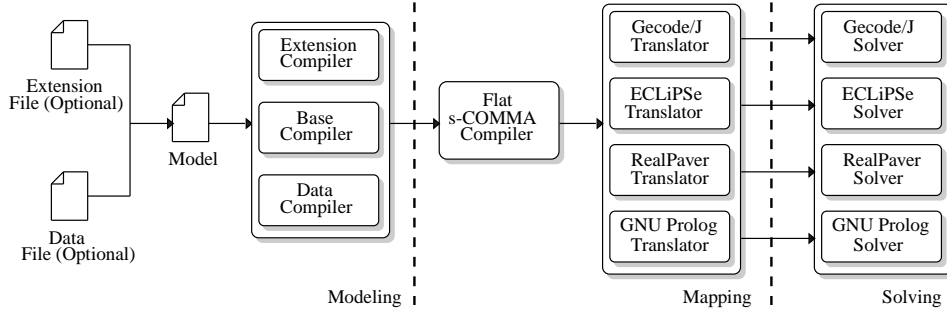 Extension
File (Optional)
Data
File (Optional)
Model
Extension
Compiler
Base
Compiler
Data
Compiler
Modeling
Flat
s-COMMA
Compiler
Gecode/J
Translator
ECLiPSe
Translator
RealPaver
Translator
GNU Prolog
Translator
Mapping
Gecode/J
Solver
ECLiPSe
Solver
RealPaver
Solver
GNU Prolog
Solver
Solving